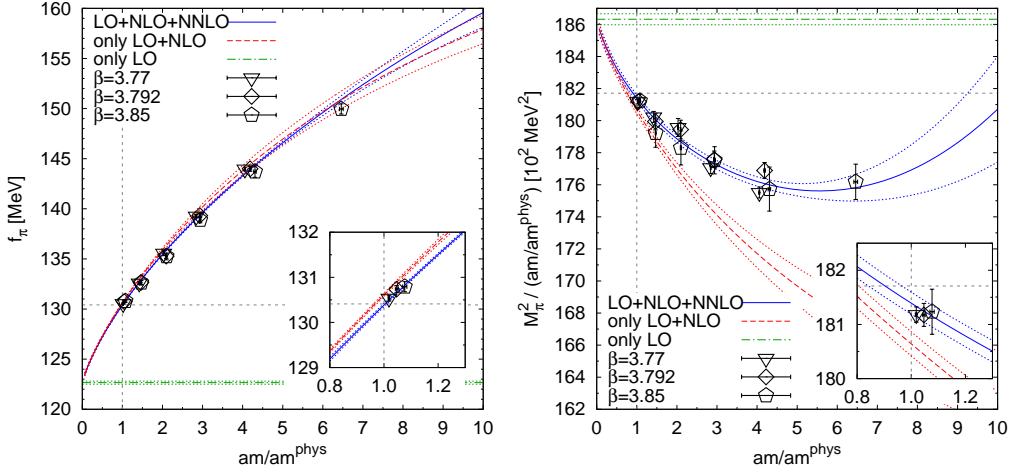 LO+NLO+NNLO
only LO+NLO
only LO
β=3.77
β=3.792
β=3.85
f_π [MeV]
160
155
150
145
140
135
130
125
120
0 1 2 3 4 5 6 7 8 9 10
am/am^phys
132
131
130
129
0.8 1.0 1.2
M_π^2 / (am/am^phys) [10^2 MeV^2]
186
184
182
180
178
176
174
172
170
168
166
164
162
0 1 2 3 4 5 6 7 8 9 10
am/am^phys
LO+NLO+NNLO
only LO+NLO
only LO
β=3.77
β=3.792
β=3.85
182
181
180
0.8 1.0 1.2